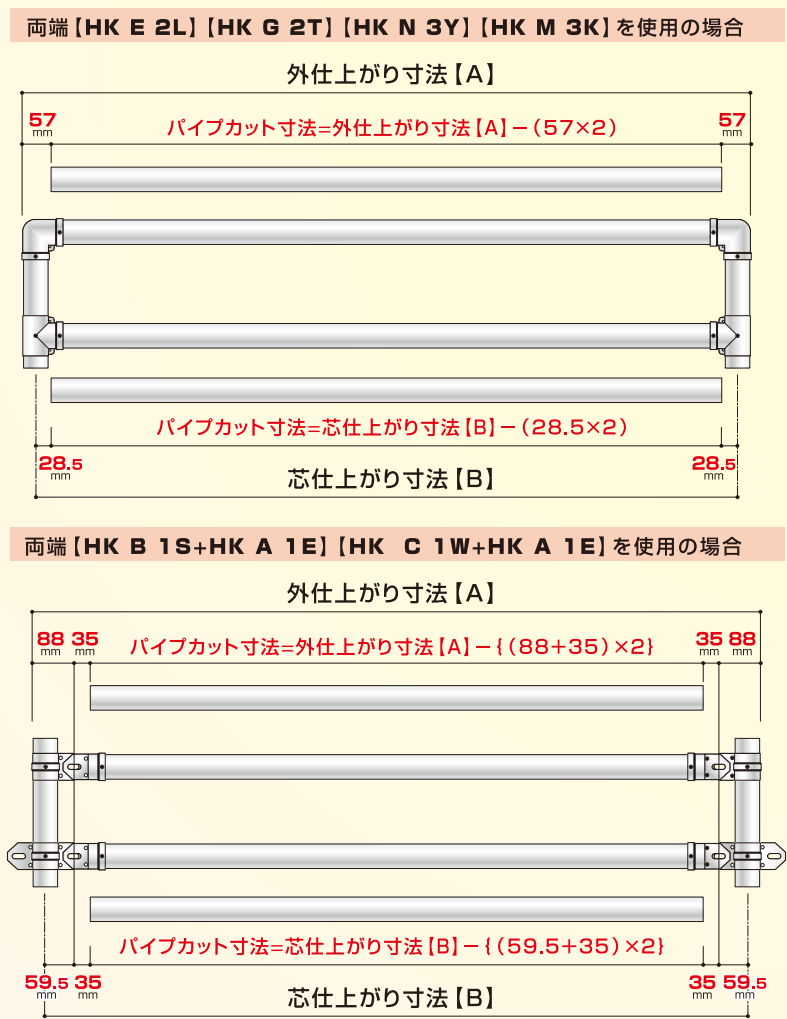 両端【HK E 2L】【HK G 2T】【HK N 3Y】【HK M 3K】を使用の場合
外仕上がり寸法【A】
57
mm
パイプカット寸法=外仕上がり寸法【A】−(57×2)
57
mm
パイプカット寸法=芯仕上がり寸法【B】−(28.5×2)
28.5
mm
芯仕上がり寸法【B】
28.5
mm
両端【HK B 1S+HK A 1E】【HK C 1W+HK A 1E】を使用の場合
外仕上がり寸法【A】
88 35
mm mm
パイプカット寸法=外仕上がり寸法【A】−{(88+35)×2}
35 88
mm mm
パイプカット寸法=芯仕上がり寸法【B】−{(59.5+35)×2}
59.5 35
mm mm
芯仕上がり寸法【B】
35 59.5
mm mm